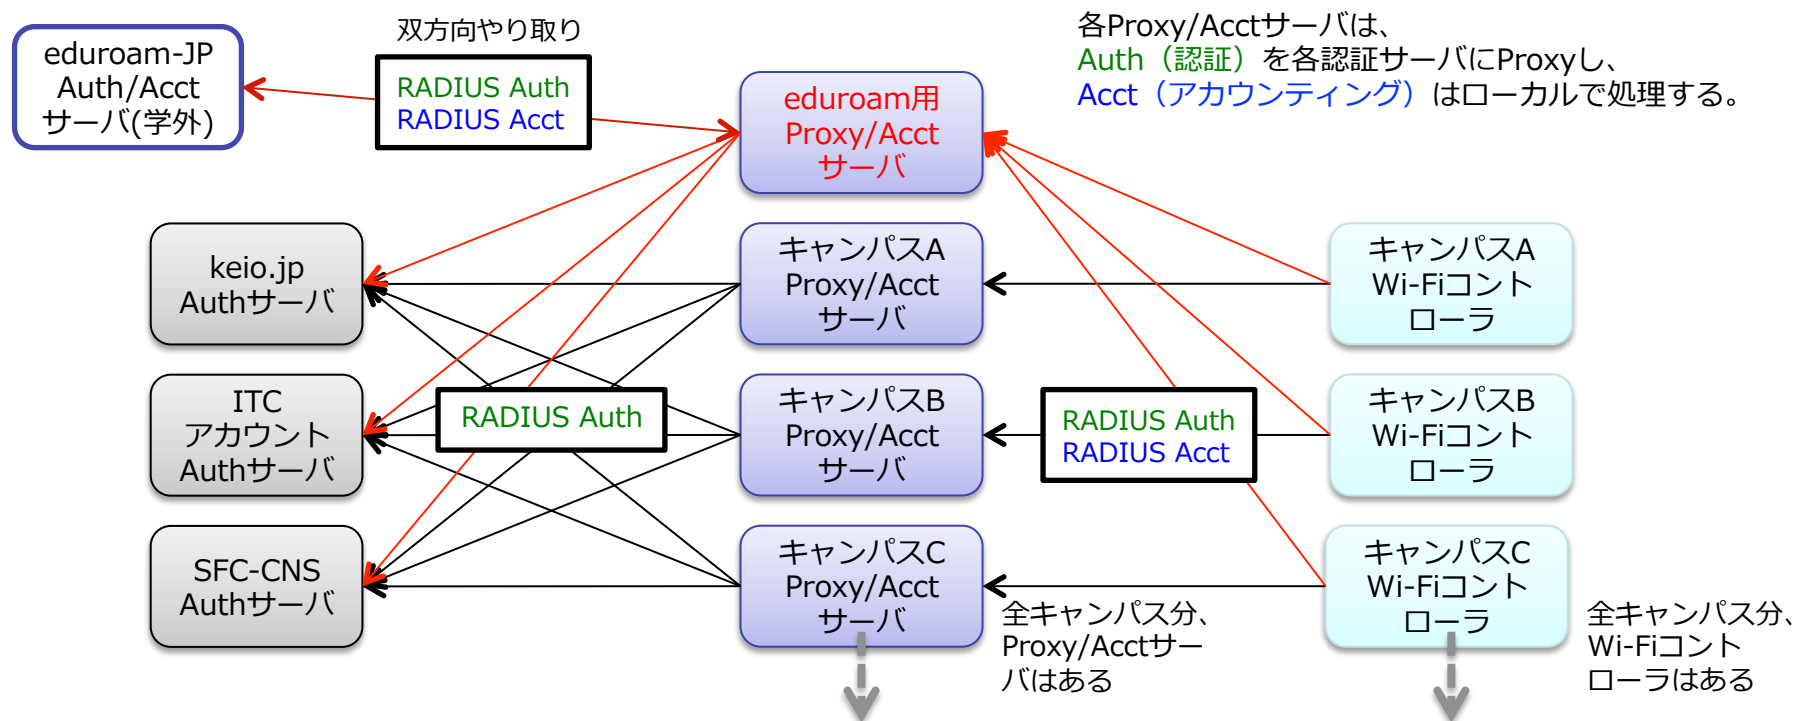 双方向やり取り
eduroam-JP
Auth/Acct
サーバ(学外)
RADIUS Auth
RADIUS Acct
eduroam用
Proxy/Acct
サーバ
各Proxy/Acctサーバは、
Auth（認証）を各認証サーバにProxyし、
Acct（アカウンティング）はローカルで処理する。
keio.jp
Authサーバ
キャンパスA
Proxy/Acct
サーバ
キャンパスA
Wi-Fiコント
ローラ
ITC
アカウント
Authサーバ
RADIUS Auth
キャンパスB
Proxy/Acct
サーバ
RADIUS Auth
RADIUS Acct
キャンパスB
Wi-Fiコント
ローラ
SFC-CNS
Authサーバ
キャンパスC
Proxy/Acct
サーバ
全キャンパス分、
Proxy/Acctサー
バはある
キャンパスC
Wi-Fiコント
ローラ
全キャンパス分、
Wi-Fiコント
ローラはある